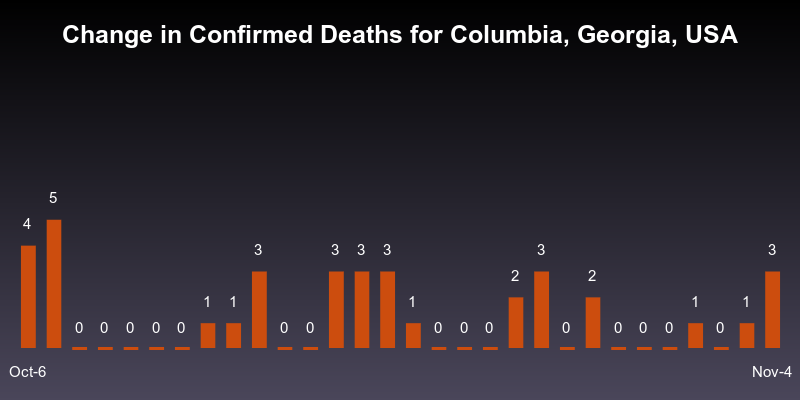 Change in Confirmed Deaths for Columbia, Georgia, USA
4 5 0 0 0 0 0 1 1 3 0 0 3 3 3 1 0 0 0 2 3 0 2 0 0 0 1 0 1 3
Oct-6 Nov-4